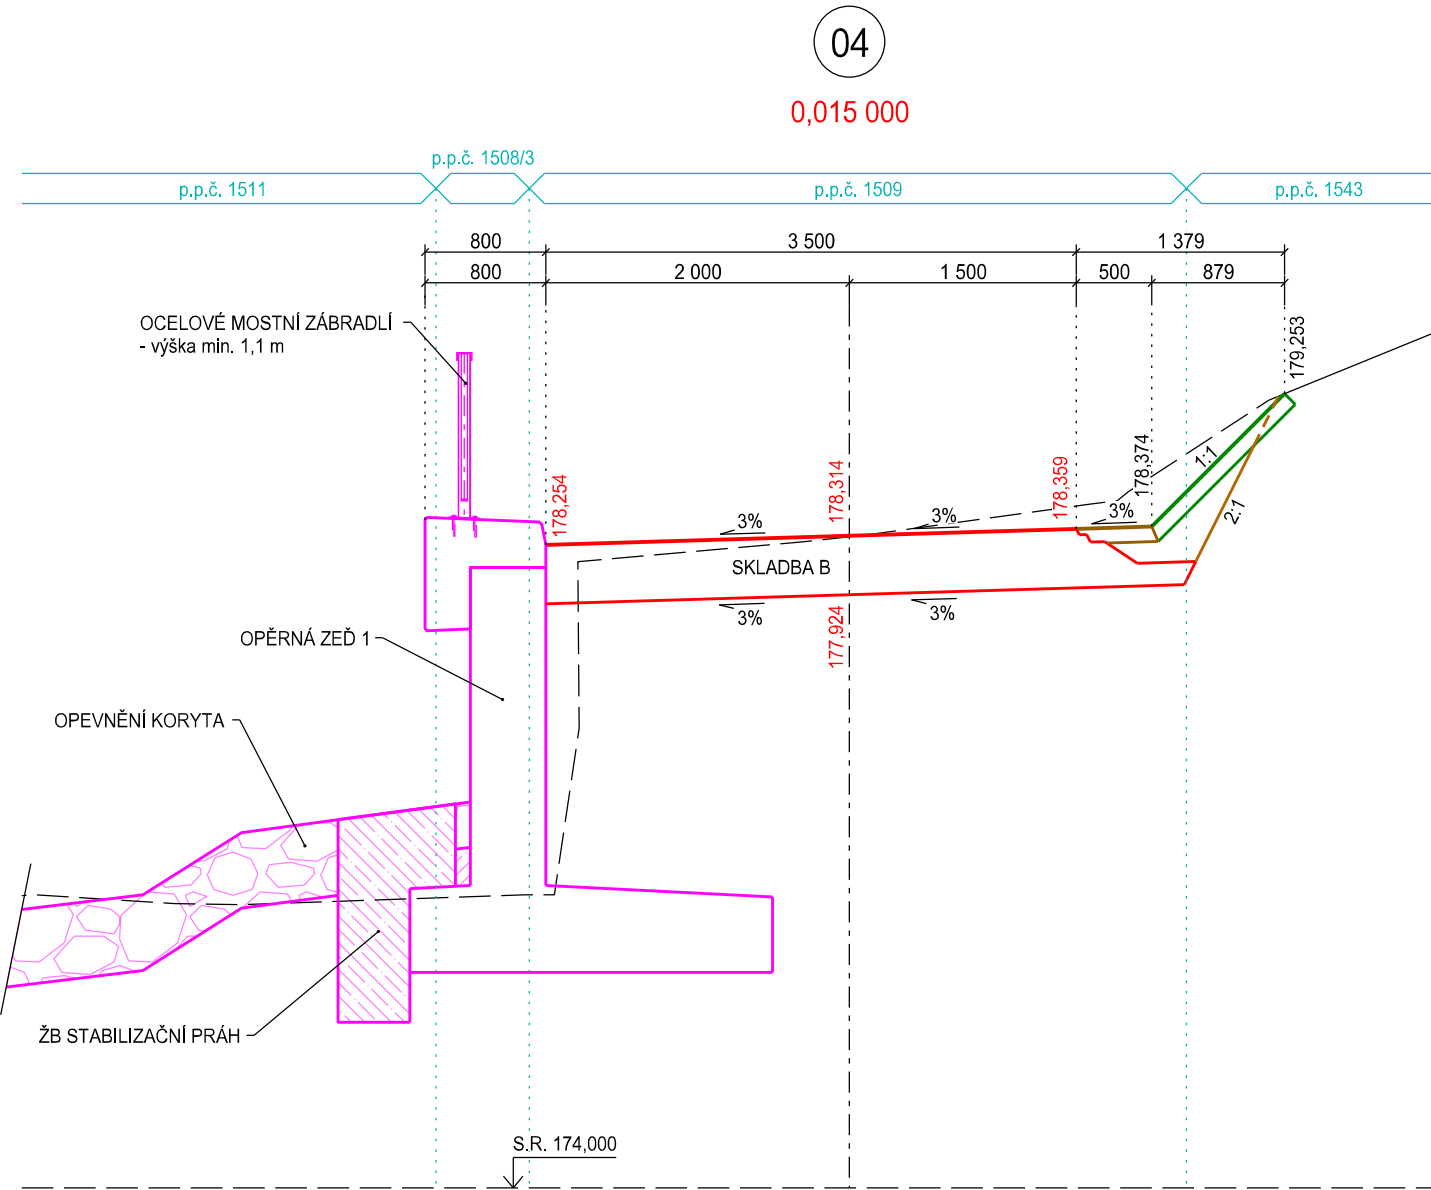 04
0,015 000
p.p.č. 1508/3
p.p.č. 1511
p.p.č. 1509
p.p.č. 1543
800
3 500
1 379
800
2 000
1 500
500
879
OCELOVÉ MOSTNÍ ZÁBRADLÍ
- výška min. 1,1 m
179,253
178,254
178,314
178,359
178,374
1:1
2:1
3%
3%
3%
SKLADBA B
3%
3%
177,924
OPĚRNÁ ZEĎ 1
OPEVNĚNÍ KORYTA
ŽB STABILIZAČNÍ PRÁH
S.R. 174,000